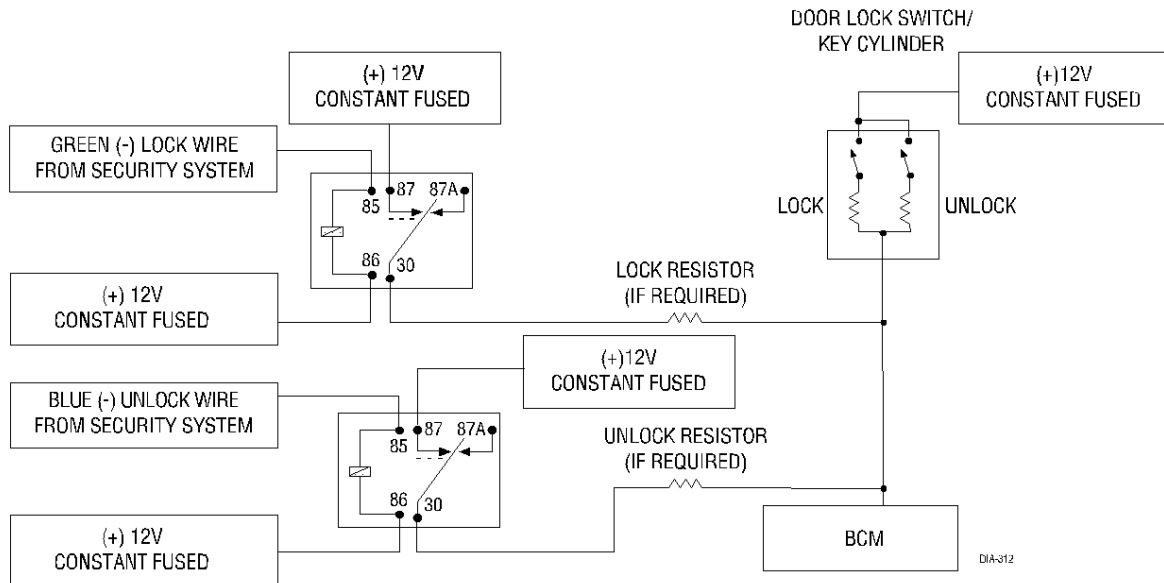 DOOR LOCK SWITCH/
KEY CYLINDER
(+) 12V
CONSTANT FUSED
(+)12V
CONSTANT FUSED
GREEN (-) LOCK WIRE
FROM SECURITY SYSTEM
87
87A
85
86
30
LOCK
UNLOCK
(+) 12V
CONSTANT FUSED
LOCK RESISTOR
(IF REQUIRED)
(+)12V
CONSTANT FUSED
BLUE (-) UNLOCK WIRE
FROM SECURITY SYSTEM
87
87A
85
86
30
UNLOCK RESISTOR
(IF REQUIRED)
(+) 12V
CONSTANT FUSED
BCM
DIA-312